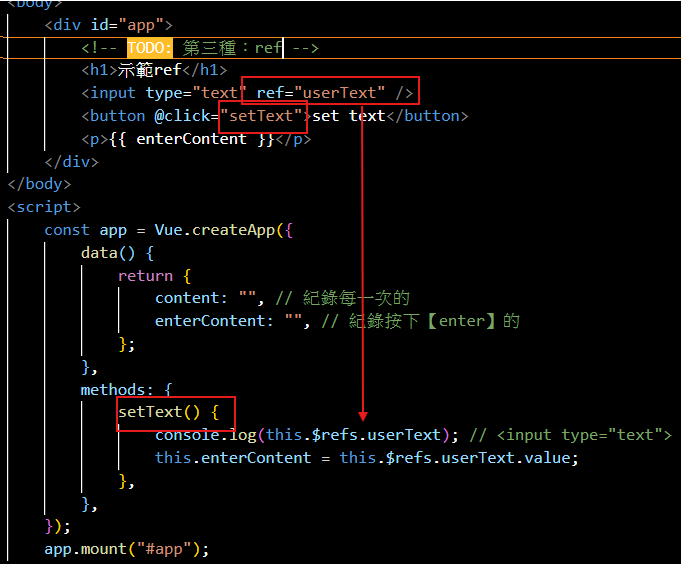 <body>
<div id="app">
<!-- TODO: 第三種：ref -->
<h1>示範ref</h1>
<input type="text" ref="userText" />
<button @click="setText">set text</button>
<p>{{ enterContent }}</p>
</div>
</body>
<script>
const app = Vue.createApp({
data() {
return {
content: "", // 紀錄每一次的
enterContent: "", // 紀錄按下【enter】的
};
},
methods: {
setText() {
console.log(this.$refs.userText); // <input type="text">
this.enterContent = this.$refs.userText.value;
},
},
});
app.mount("#app");